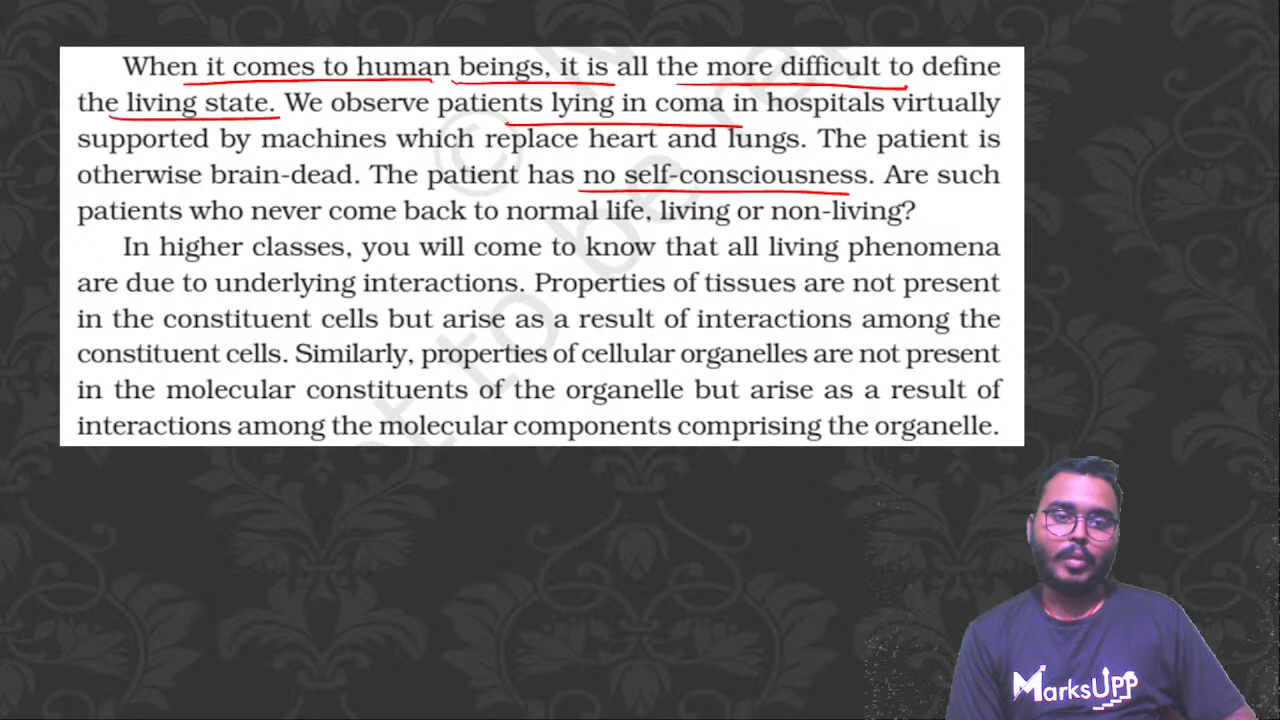 When it comes to human beings, it is all the more difficult to define
the living state. We observe patients lying in coma in hospitals virtually
supported by machines which replace heart and lungs. The patient is
otherwise brain-dead. The patient has no self-consciousness. Are such
patients who never come back to normal life, living or non-living?
In higher classes, you will come to know that all living phenomena
are due to underlying interactions. Properties of tissues are not present
in the constituent cells but arise as a result of interactions among the
constituent cells. Similarly, properties of cellular organelles are not present
in the molecular constituents of the organelle but arise as a result of
interactions among the molecular components comprising the organelle.
MarksUPP